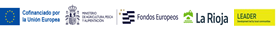 Cofinanciado por
la Unión Europea
MINISTERIO
DE AGRICULTURA, PESCA
Y ALIMENTACIÓN
Fondos Europeos
La Rioja
LEADER